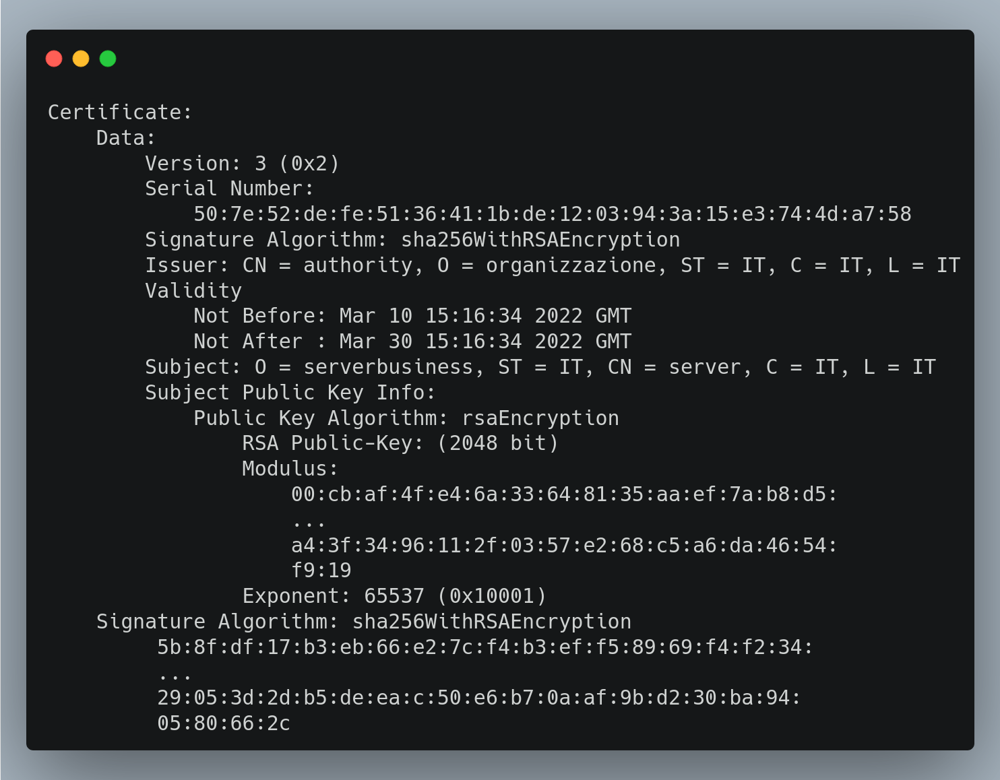 Certificate:
Data:
Version: 3 (0x2)
Serial Number:
50:7e:52:de:fe:51:36:41:1b:de:12:03:94:3a:15:e3:74:4d:a7:58
Signature Algorithm: sha256WithRSAEncryption
Issuer: CN = authority, O = organizzazione, ST = IT, C = IT, L = IT
Validity
Not Before: Mar 10 15:16:34 2022 GMT
Not After : Mar 30 15:16:34 2022 GMT
Subject: O = serverbusiness, ST = IT, CN = server, C = IT, L = IT
Subject Public Key Info:
Public Key Algorithm: rsaEncryption
RSA Public-Key: (2048 bit)
Modulus:
00:cb:af:4f:e4:6a:33:64:81:35:aa:ef:7a:b8:d5:
...
a4:3f:34:96:11:2f:03:57:e2:68:c5:a6:da:46:54:
f9:19
Exponent: 65537 (0x10001)
Signature Algorithm: sha256WithRSAEncryption
5b:8f:df:17:b3:eb:66:e2:7c:f4:b3:ef:f5:89:69:f4:f2:34:
...
29:05:3d:2d:b5:de:ea:c:50:e6:b7:0a:af:9b:d2:30:ba:94:
05:80:66:2c